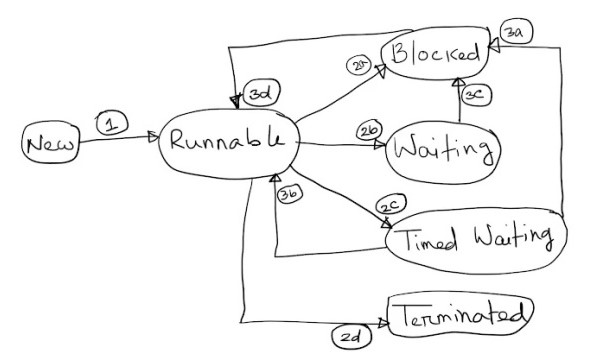 3a
Blocked
2a
3d
3c
1
2b
New
Runnable
Waiting
3b
2c
Timed Waiting
Terminated
2d